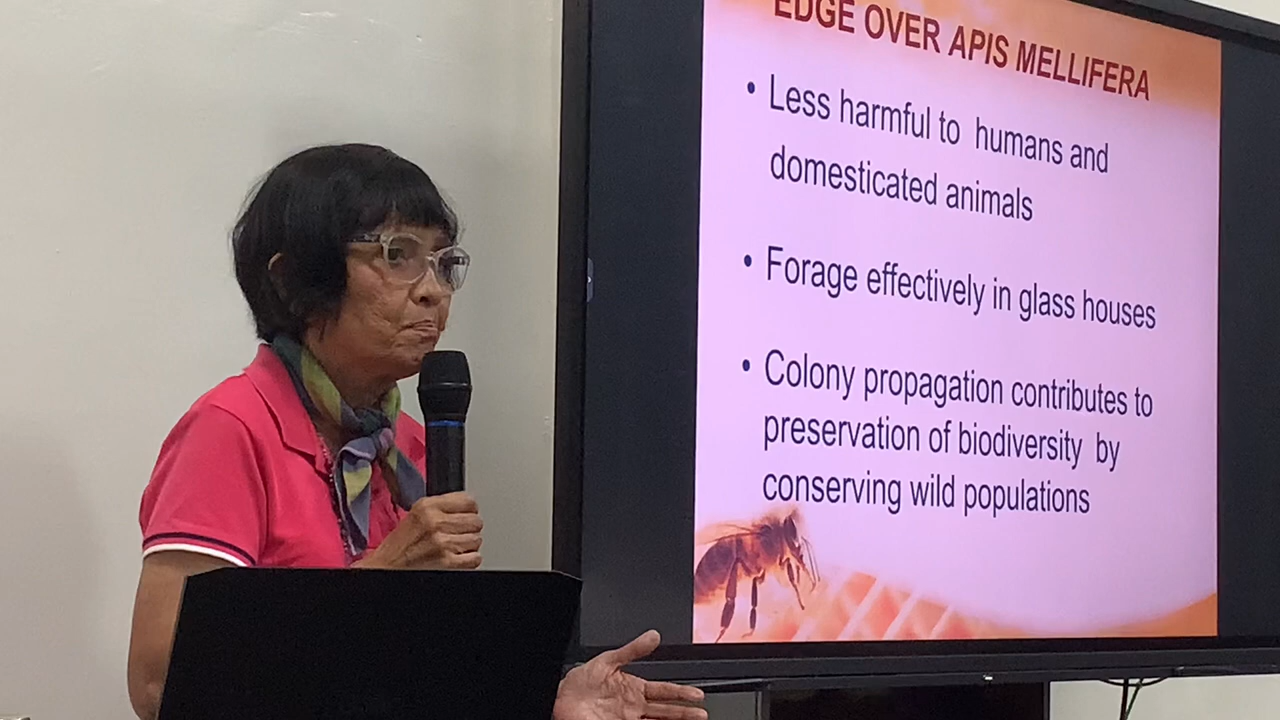 EDGE OVER APIS MELLIFERA
• Less harmful to humans and
domesticated animals
• Forage effectively in glass houses
• Colony propagation contributes to
preservation of biodiversity by
conserving wild populations